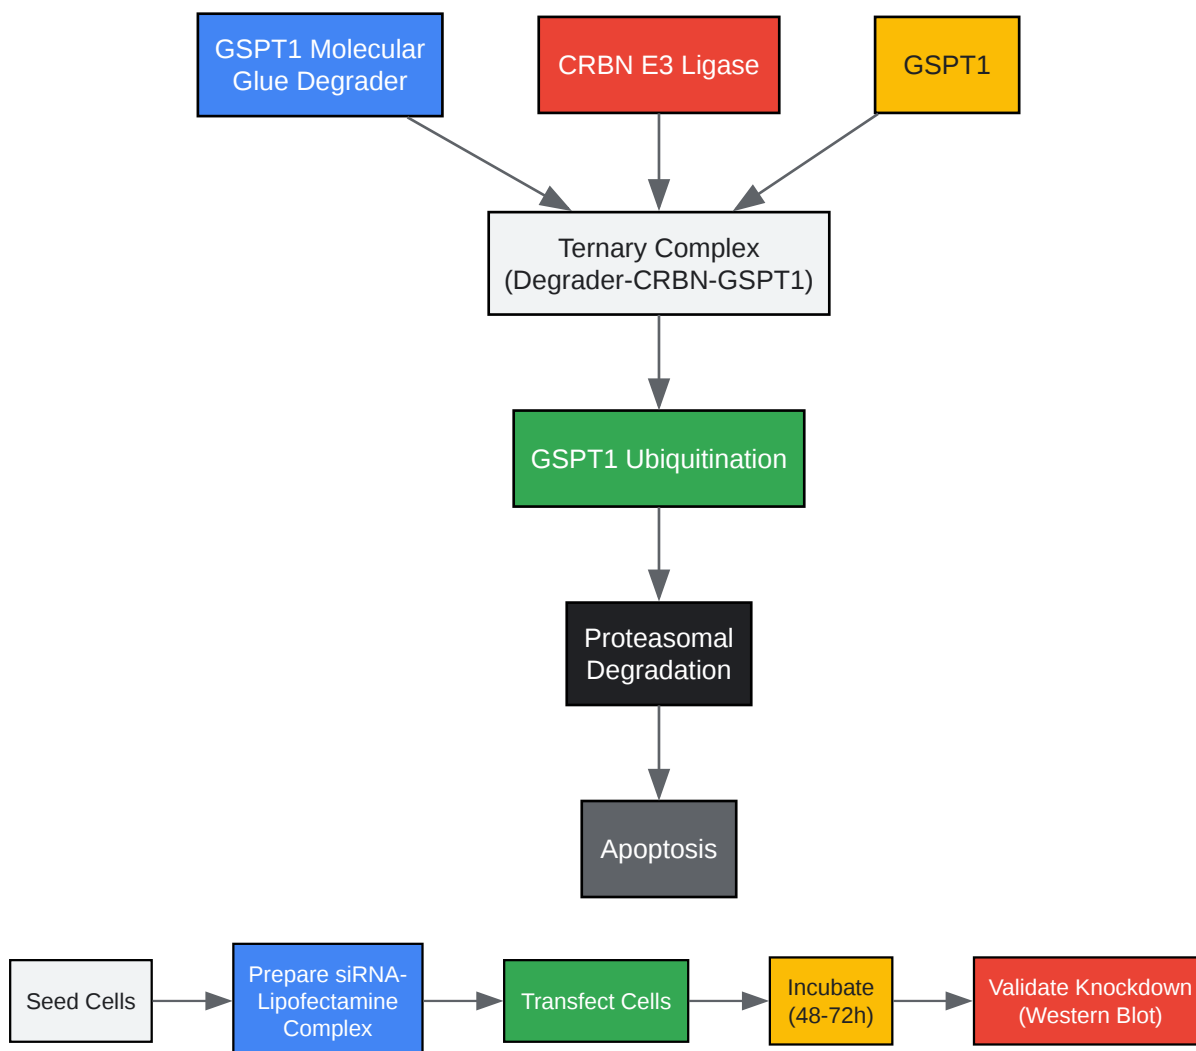 GSPT1 Molecular
Glue Degrader
CRBN E3 Ligase
GSPT1
Ternary Complex
(Degrader-CRBN-GSPT1)
GSPT1 Ubiquitination
Proteasomal
Degradation
Apoptosis
Seed Cells
Prepare siRNA-
Lipofectamine
Complex
Transfect Cells
Incubate
(48-72h)
Validate Knockdown
(Western Blot)